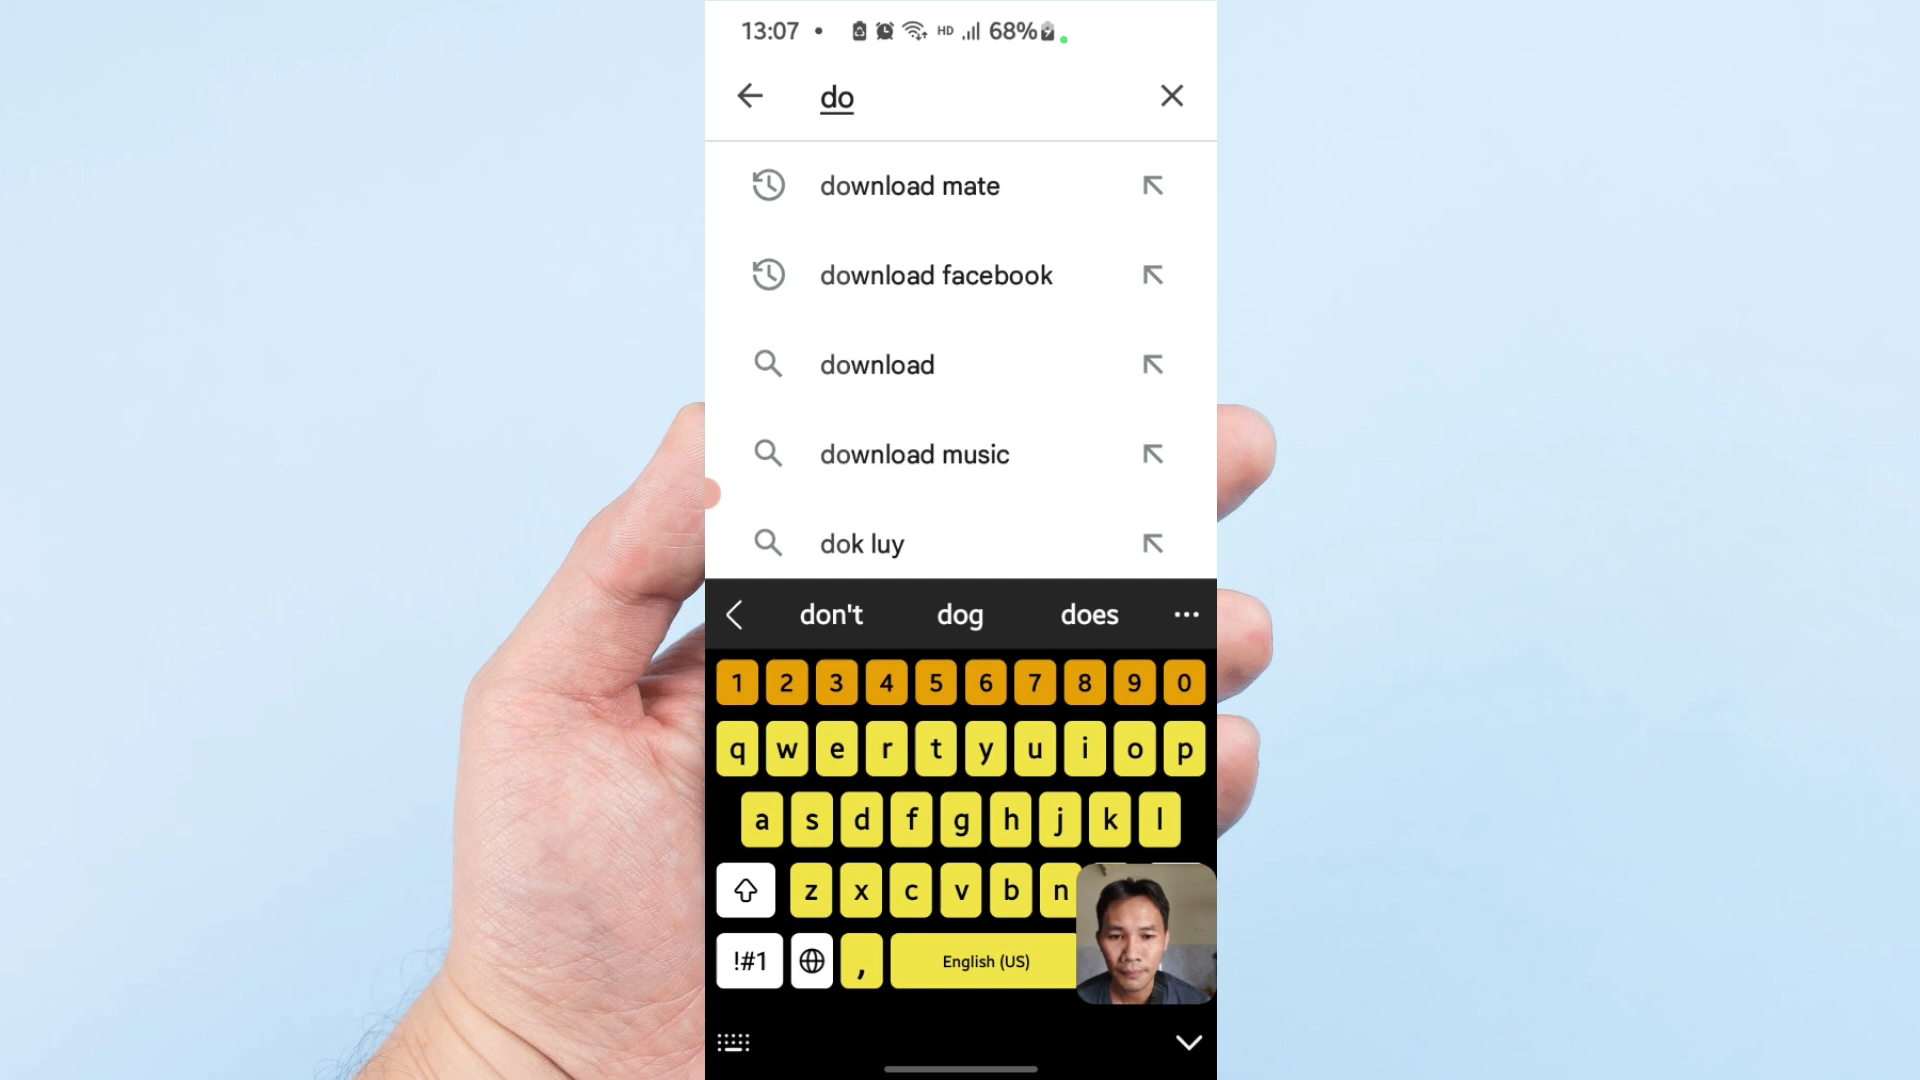 13:07 • HD 68%
do
download mate
download facebook
download
download music
dok luy
don't dog does ...
1 2 3 4 5 6 7 8 9 0
q w e r t y u i o p
a s d f g h j k l
z x c v b n
!#1 , English (US)